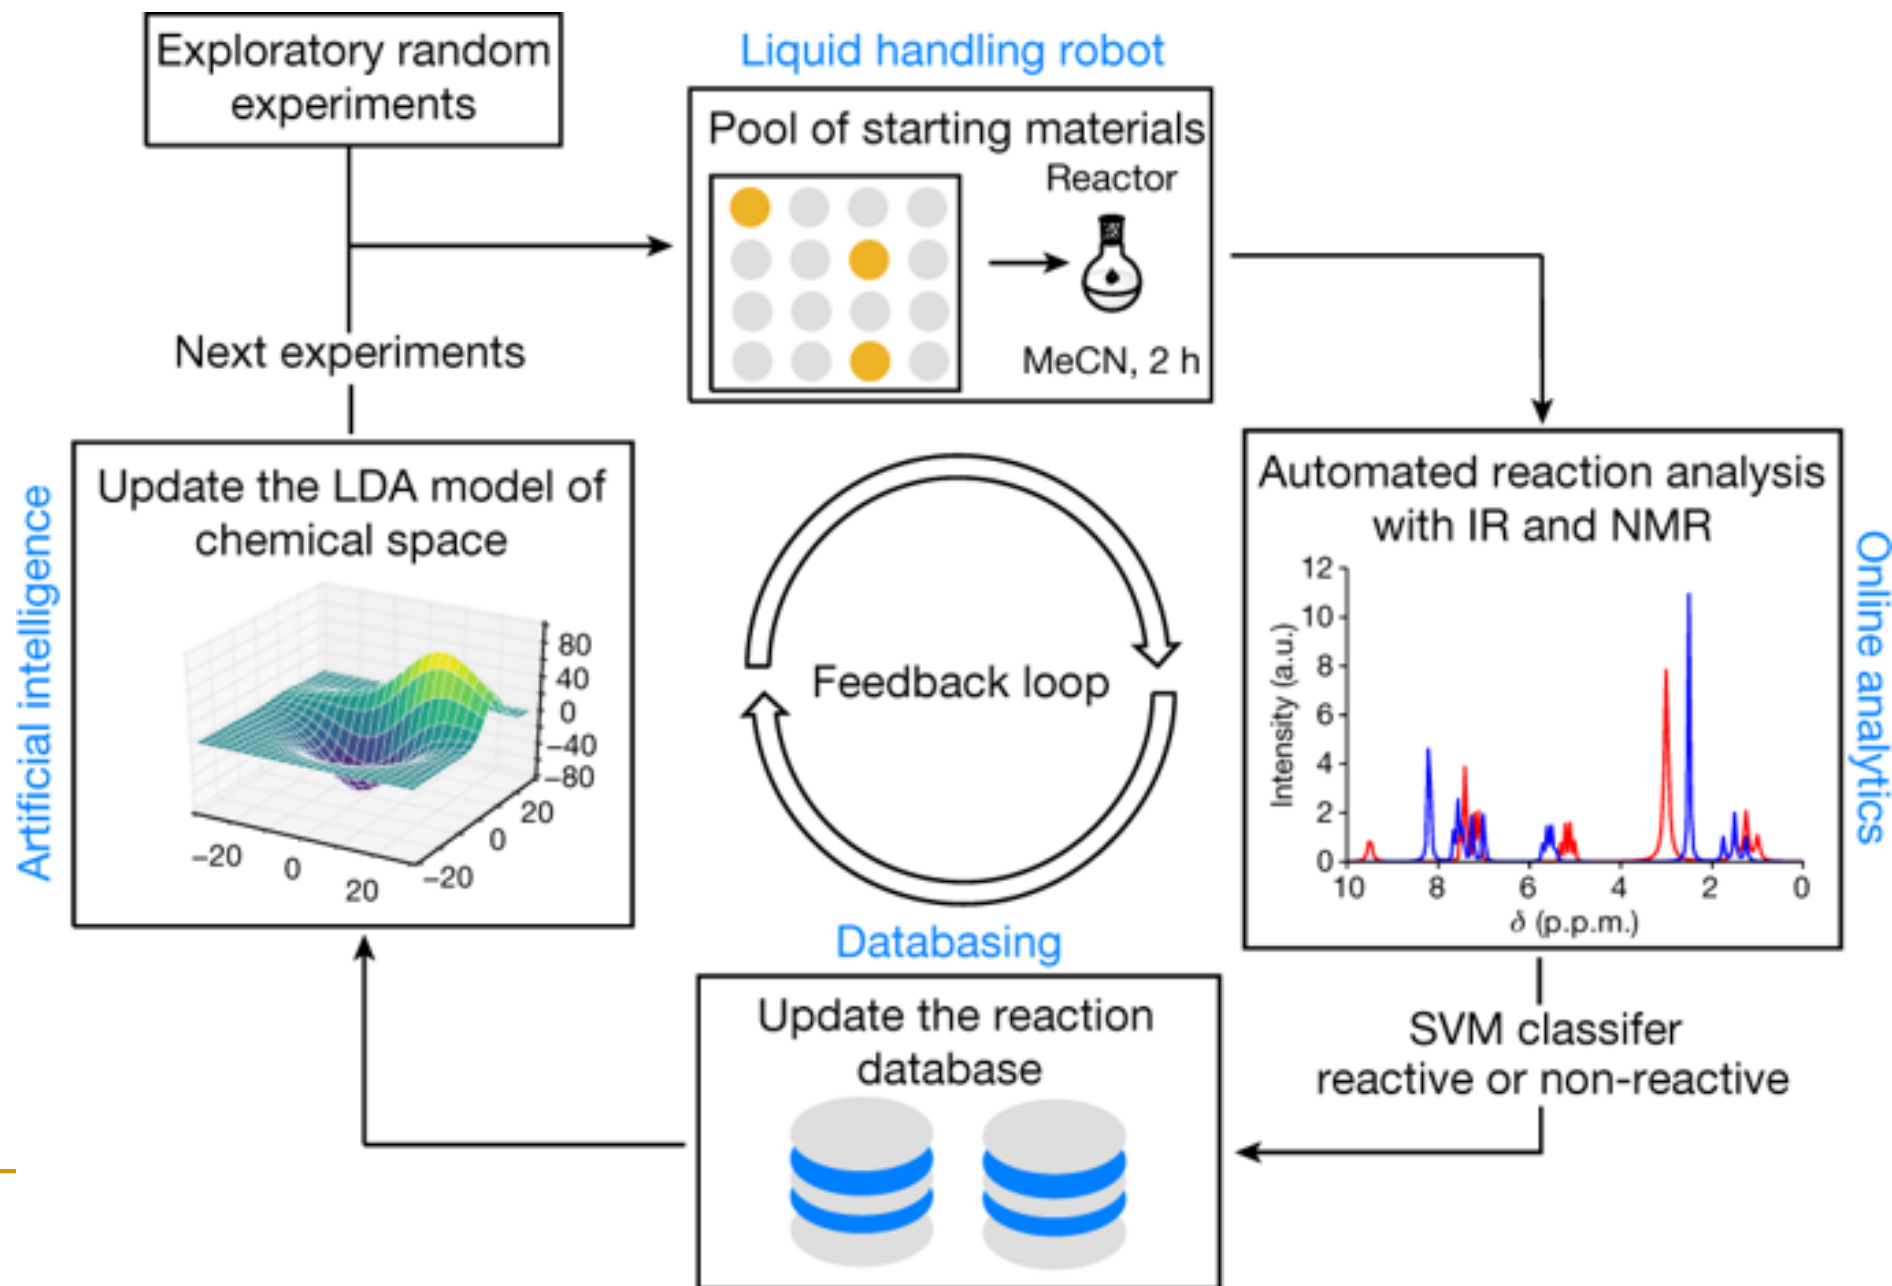 Exploratory random
experiments
Liquid handling robot
Pool of starting materials
Reactor
MeCN, 2 h
Next experiments
Artificial intelligence
Update the LDA model of
chemical space
80
40
0
−40
−80
20
0
−20
−20
0
20
Feedback loop
Automated reaction analysis
with IR and NMR
Online analytics
Intensity (a.u.)
12
10
8
6
4
2
0
10 8 6 4 2 0
δ (p.p.m.)
SVM classifer
reactive or non-reactive
Databasing
Update the reaction
database